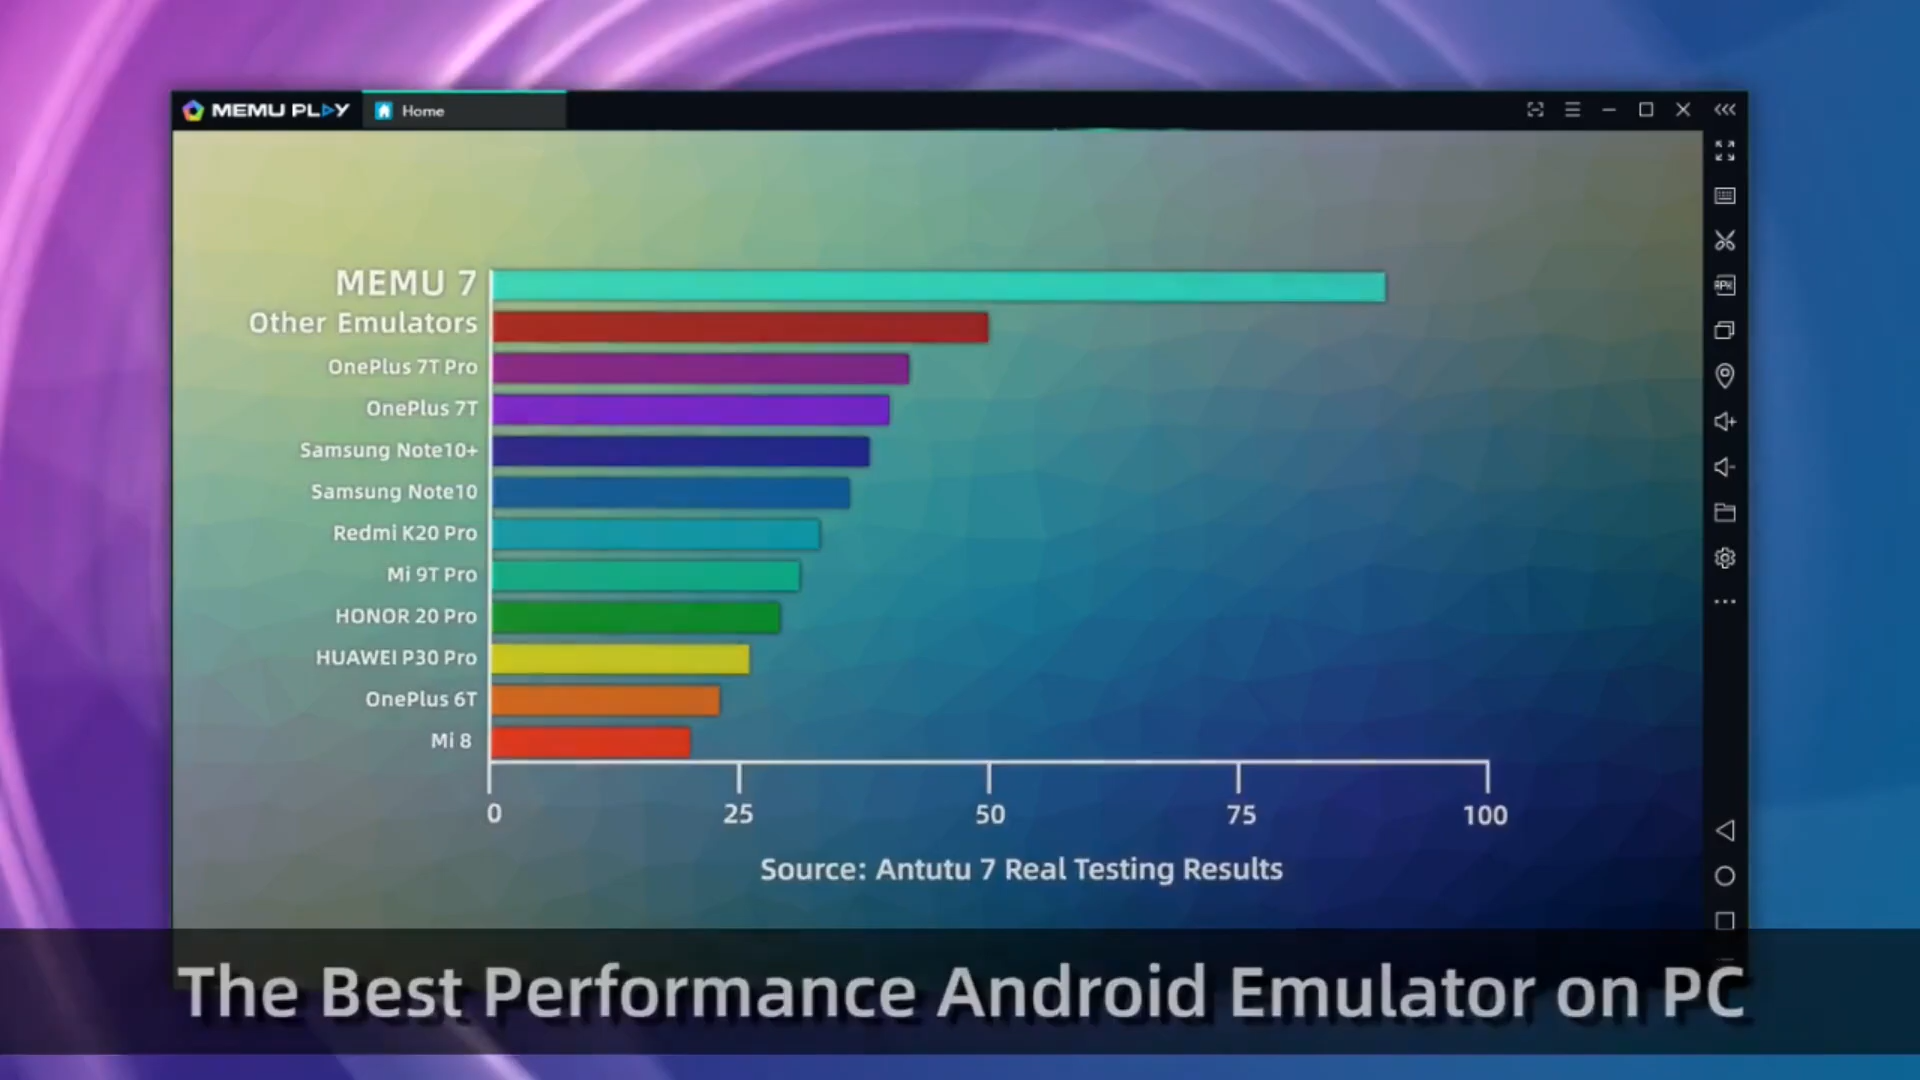 MEMU PLAY
Home
MEMU 7
Other Emulators
OnePlus 7T Pro
OnePlus 7T
Samsung Note10+
Samsung Note10
Redmi K20 Pro
Mi 9T Pro
HONOR 20 Pro
HUAWEI P30 Pro
OnePlus 6T
Mi 8
0 25 50 75 100
Source: Antutu 7 Real Testing Results
APK
The Best Performance Android Emulator on PC